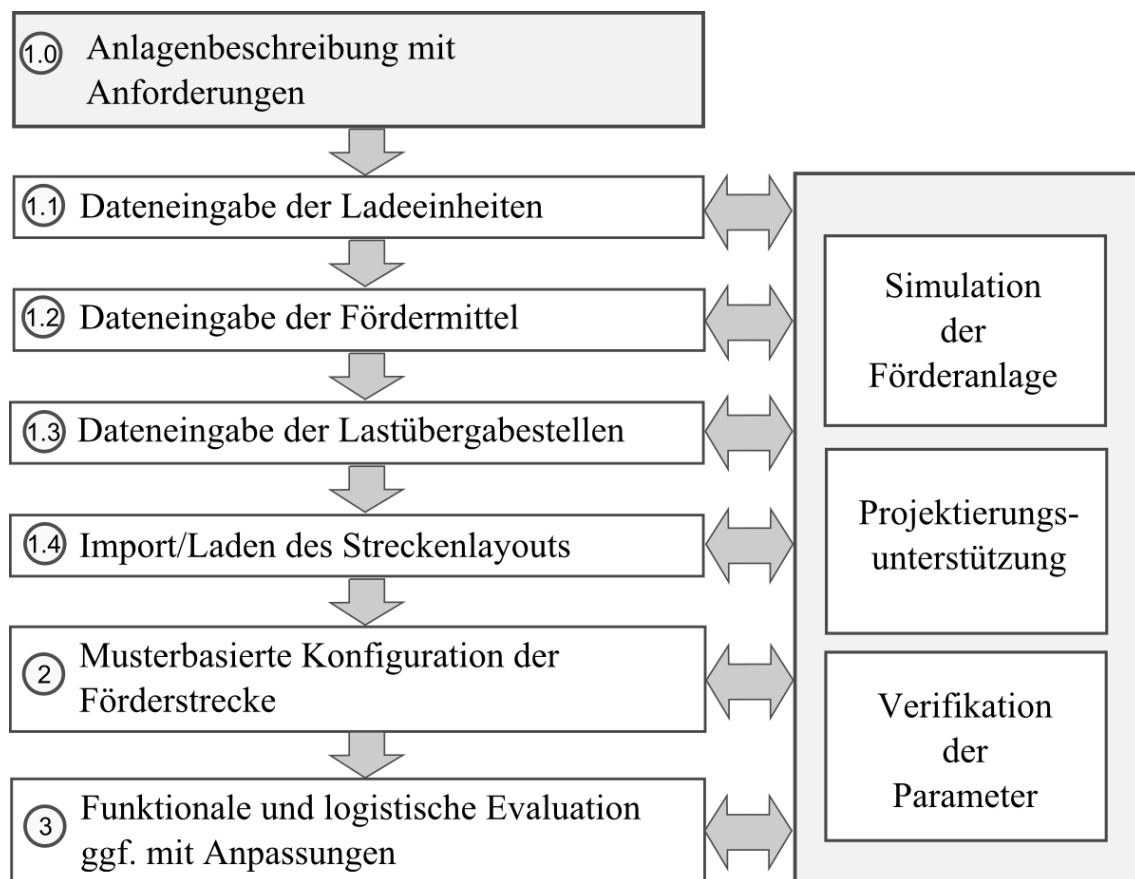 1.0 Anlagenbeschreibung mit
Anforderungen
1.1 Dateneingabe der Ladeeinheiten
1.2 Dateneingabe der Fördermittel
1.3 Dateneingabe der Lastübergabestellen
1.4 Import/Laden des Streckenlayouts
2 Musterbasierte Konfiguration der
Förderstrecke
3 Funktionale und logistische Evaluation
ggf. mit Anpassungen
Simulation
der
Förderanlage
Projektierungs-
unterstützung
Verifikation
der
Parameter